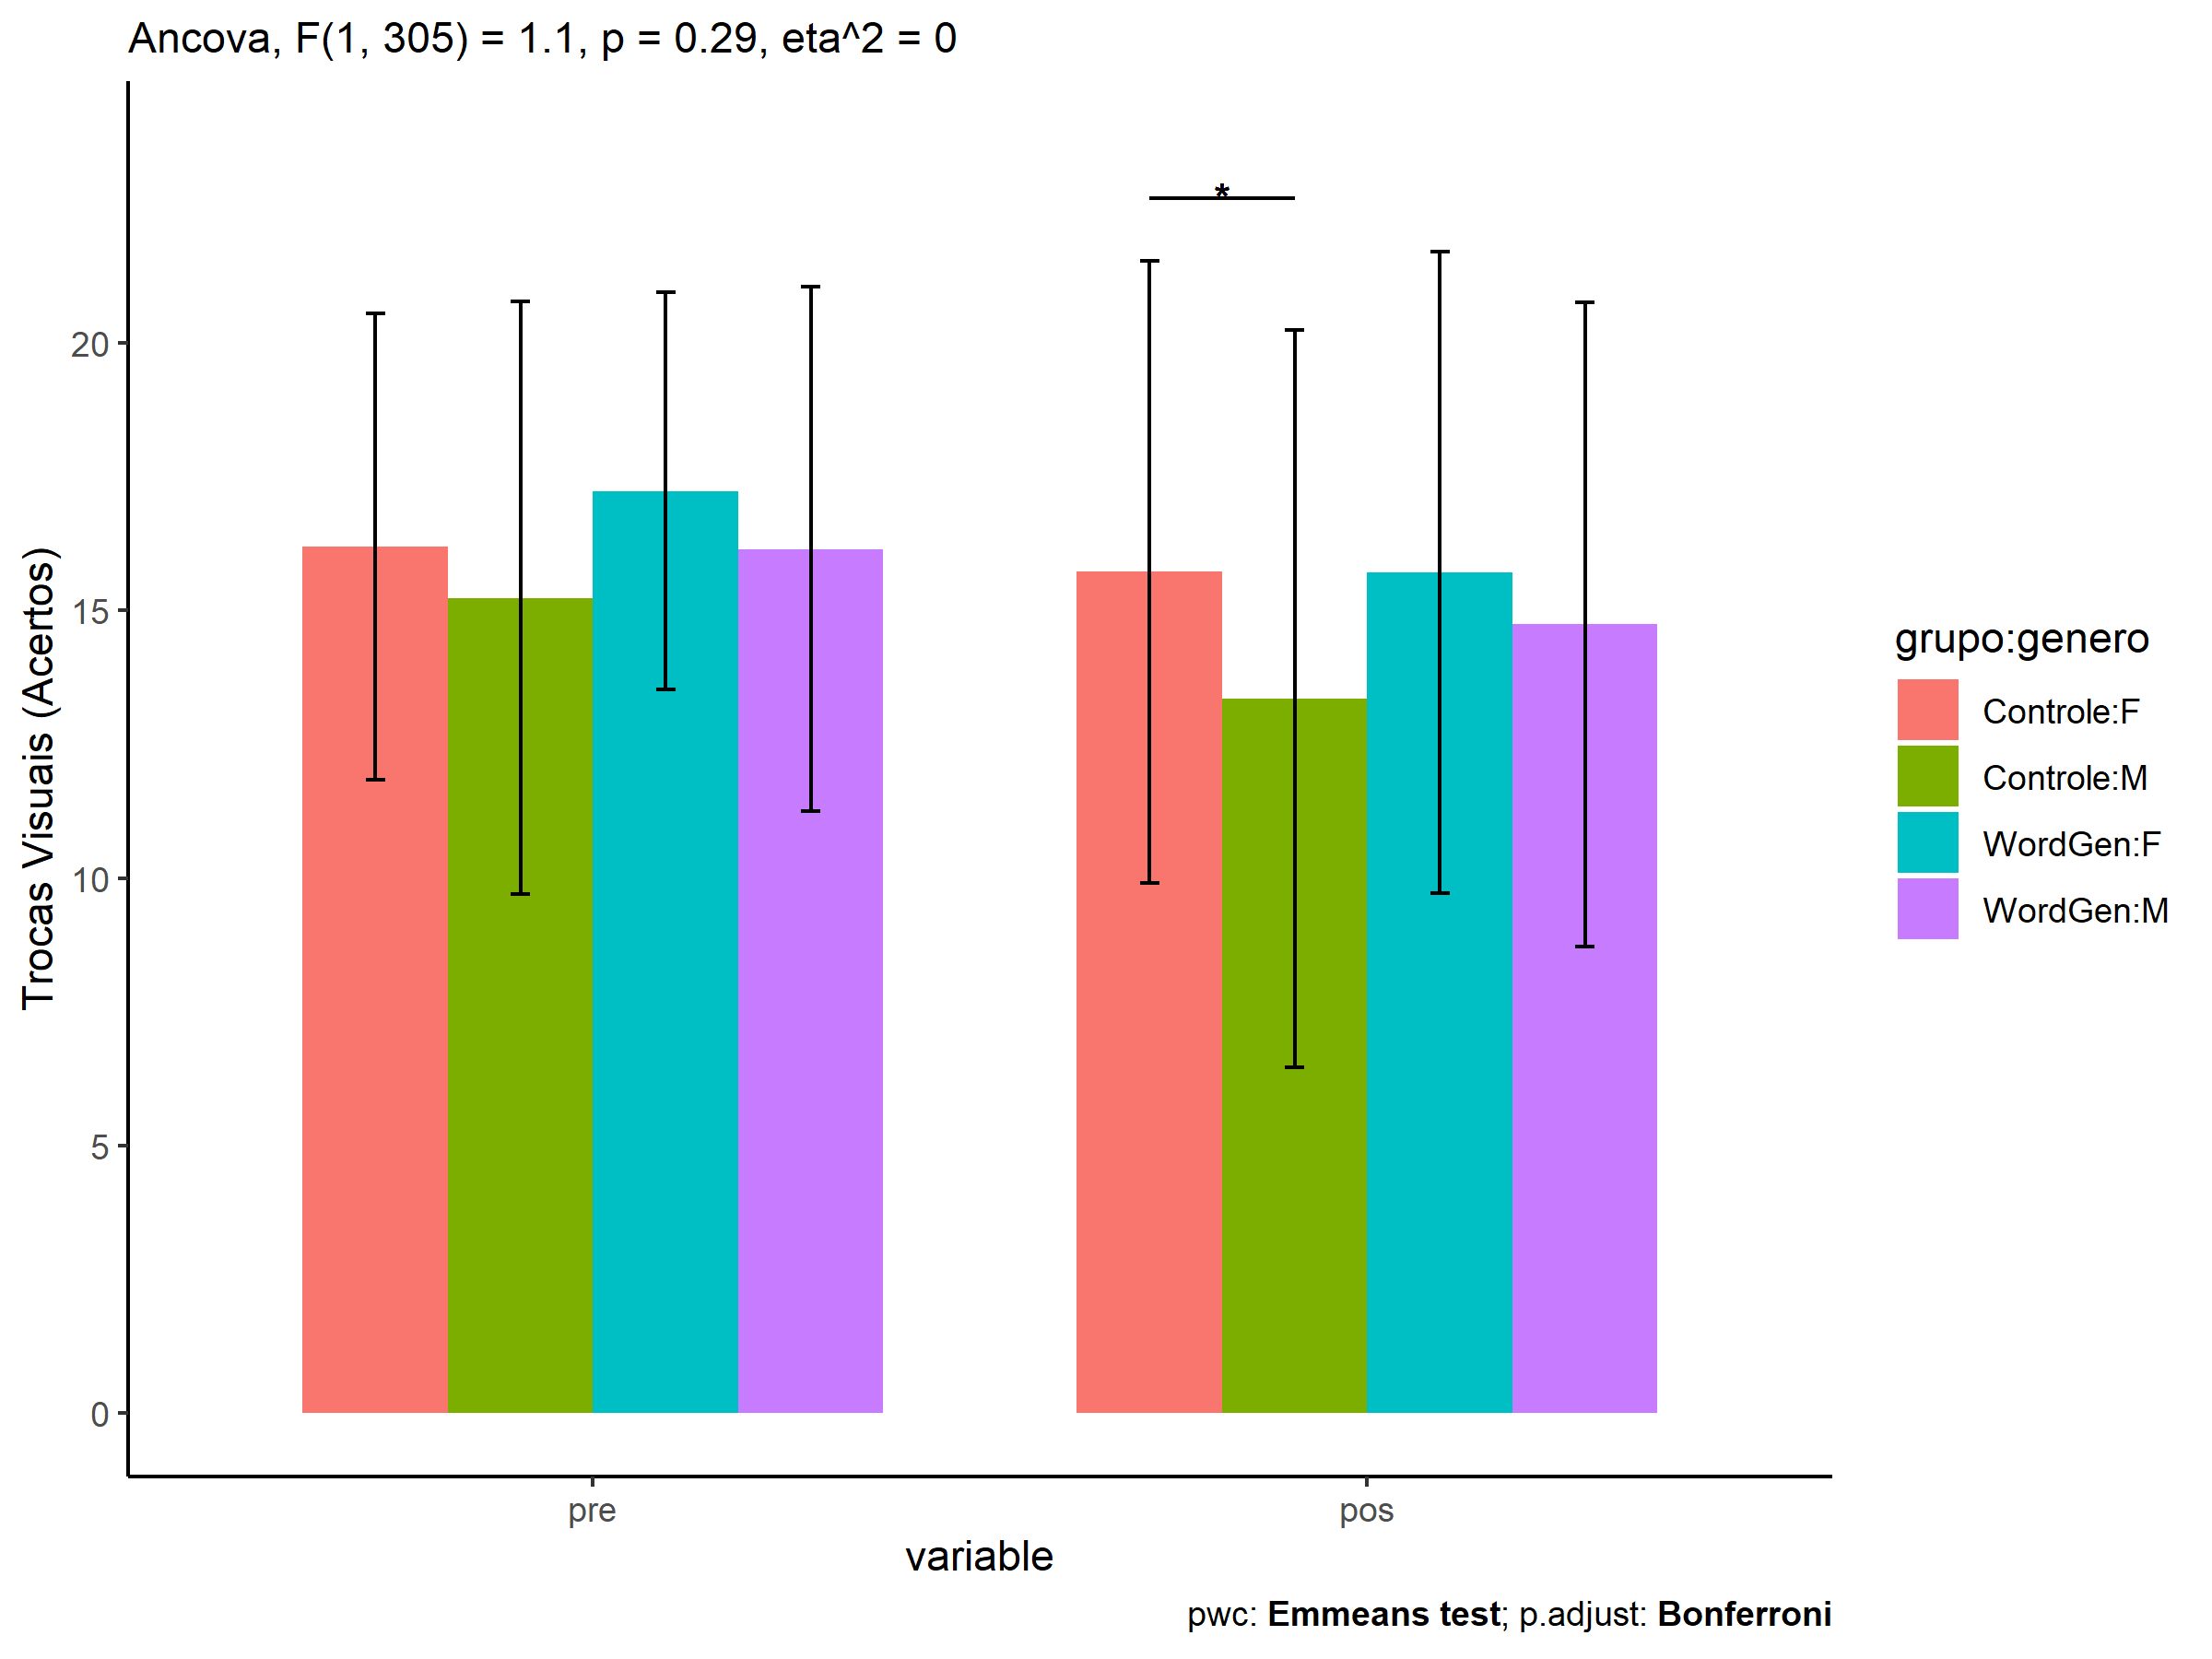 Ancova, F(1, 305) = 1.1, p = 0.29, eta^2 = 0
*
Trocas Visuais (Acertos)
20
15
10
5
0
pre
pos
variable
grupo:genero
Controle:F
Controle:M
WordGen:F
WordGen:M
pwc: Emmeans test; p.adjust: Bonferroni